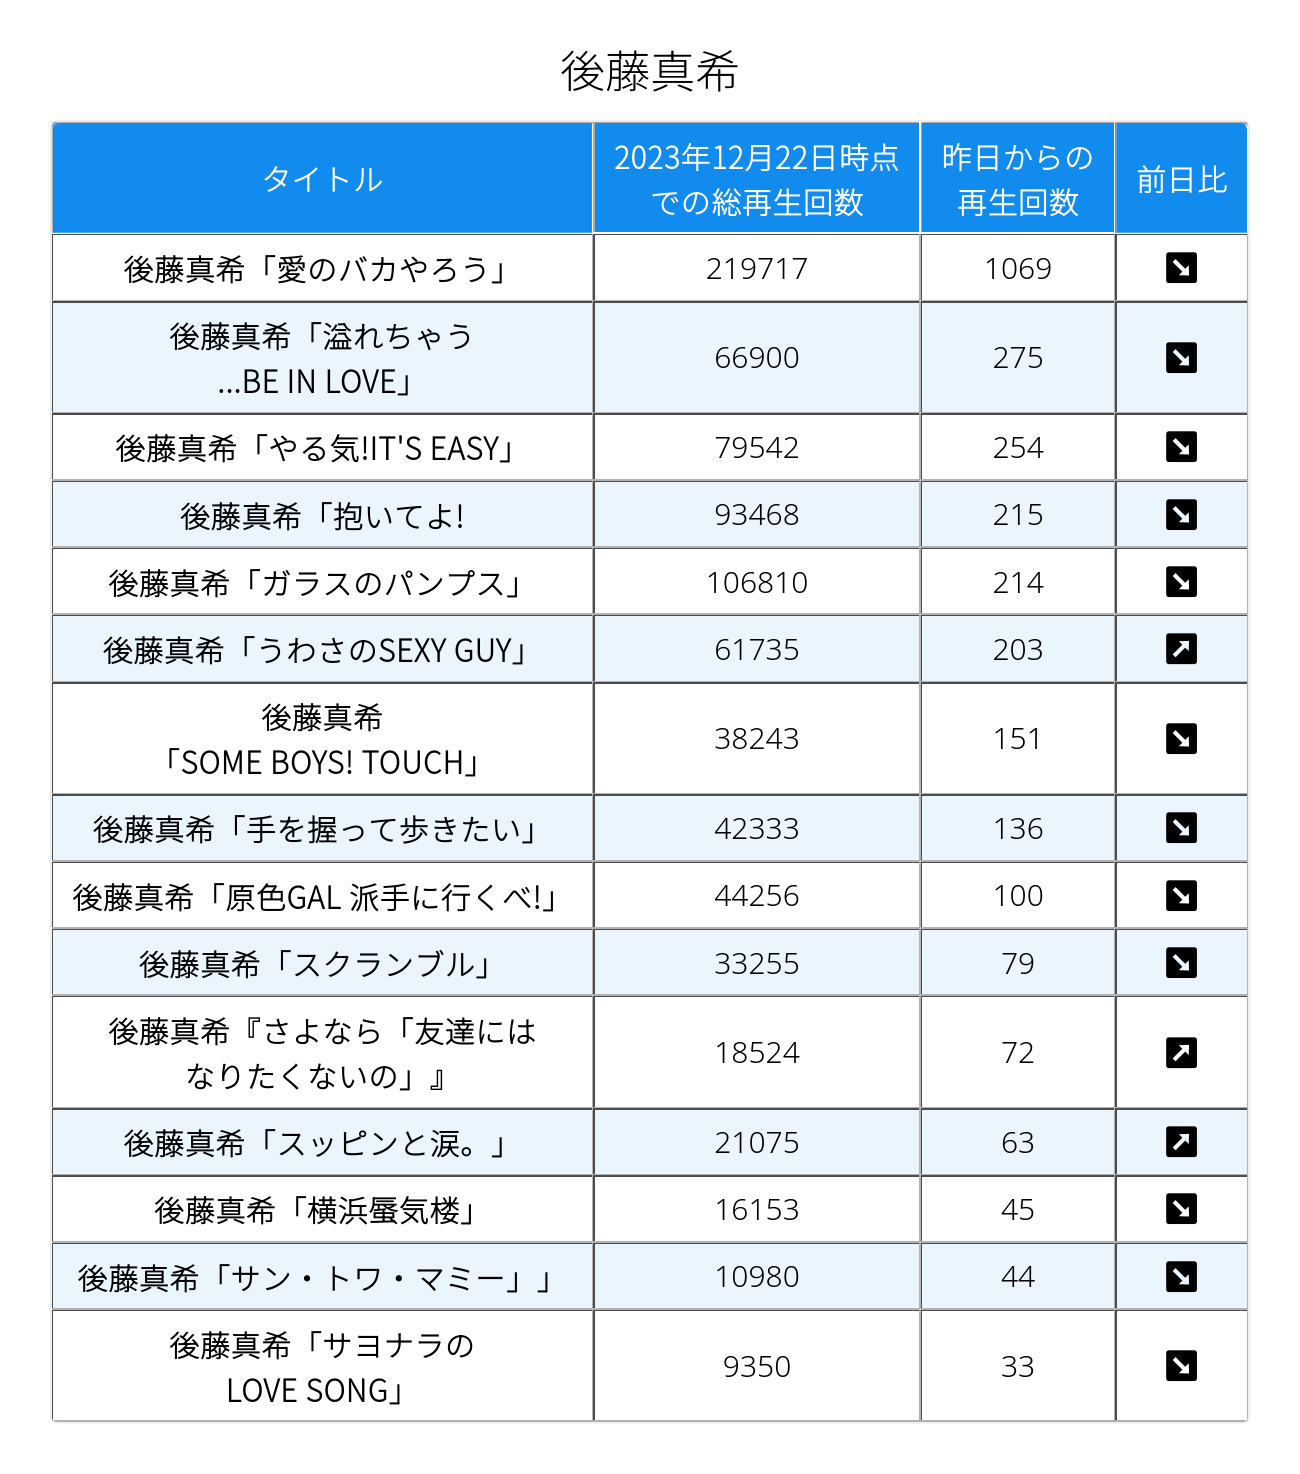 後藤真希
タイトル
2023年12月22日時点
での総再生回数
昨日からの
再生回数
前日比
後藤真希「愛のバカやろう」
219717
1069
↘
後藤真希「溢れちゃう
...BE IN LOVE」
66900
275
↘
後藤真希「やる気!IT'S EASY」
79542
254
↘
後藤真希「抱いてよ!
93468
215
↘
後藤真希「ガラスのパンプス」
106810
214
↘
後藤真希「うわさのSEXY GUY」
61735
203
↗
後藤真希
「SOME BOYS! TOUCH」
38243
151
↘
後藤真希「手を握って歩きたい」
42333
136
↘
後藤真希「原色GAL 派手に行くべ!」
44256
100
↘
後藤真希「スクランブル」
33255
79
↘
後藤真希『さよなら「友達には
なりたくないの」』
18524
72
↗
後藤真希「スッピンと涙。」
21075
63
↗
後藤真希「横浜蜃気楼」
16153
45
↘
後藤真希「サン・トワ・マミー」」
10980
44
↘
後藤真希「サヨナラの
LOVE SONG」
9350
33
↘